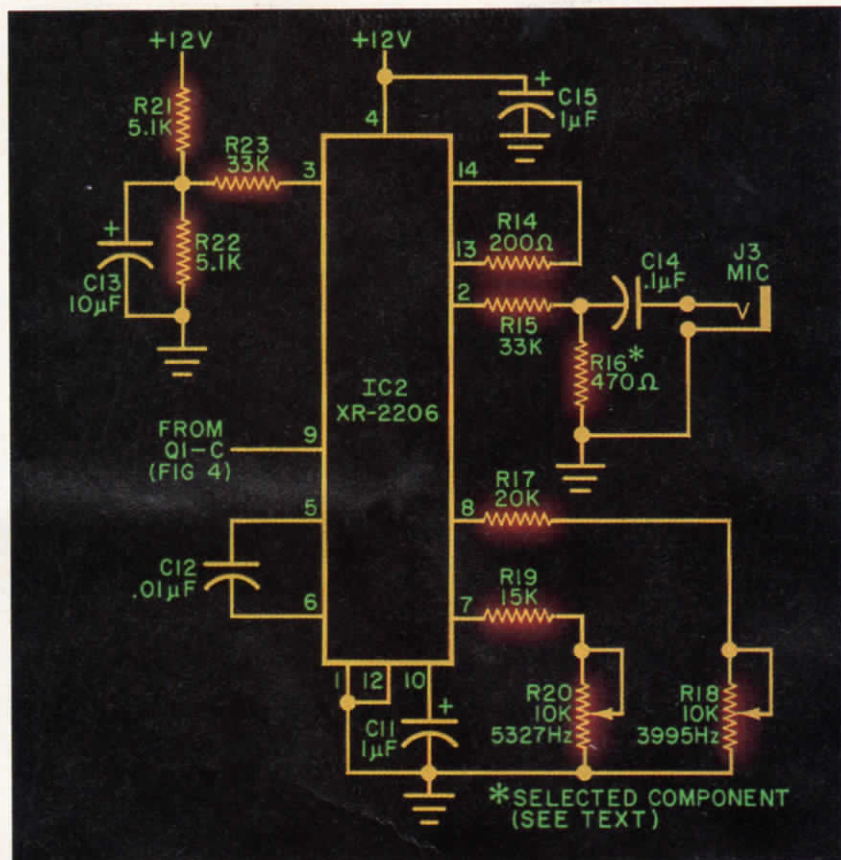 +12V
+12V
R21
5.1K
C15
1µF
4
R23
33K
3
14
R14
200Ω
13
R22
5.1K
C13
10µF
C14
.1µF
J3
MIC
2
R15
33K
R16*
470Ω
IC2
XR-2206
FROM
Q1-C
(FIG 4)
9
R17
20K
5
8
C12
.01µF
R19
15K
6
7
1
12
10
C11
1µF
R20
10K
5327Hz
R18
10K
3995Hz
*SELECTED COMPONENT
(SEE TEXT)